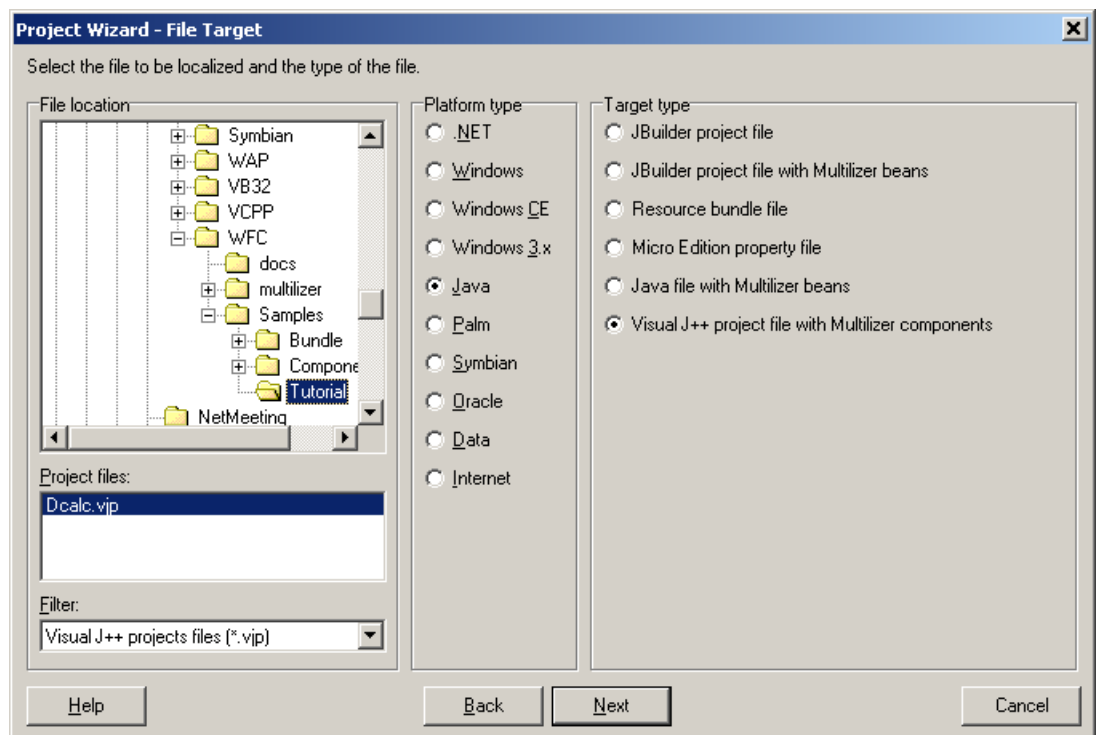 Project Wizard - File Target
Select the file to be localized and the type of the file.
File location
Symbian
WAP
VB32
VCPP
WFC
docs
multilizer
Samples
Bundle
Compone
Tutorial
NetMeeting
Project files:
Dcalc.vjp
Filter:
Visual J++ projects files (*.vjp)
Platform type
.NET
Windows
Windows CE
Windows 3.x
Java
Palm
Symbian
Oracle
Data
Internet
Target type
JBuilder project file
JBuilder project file with Multilizer beans
Resource bundle file
Micro Edition property file
Java file with Multilizer beans
Visual J++ project file with Multilizer components
Help
Back
Next
Cancel